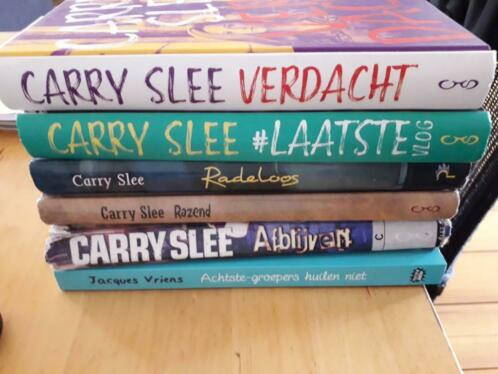 CARRY SLEE VERDACHT
CARRY SLEE #LAATSTE VLOG
Carry Slee Radeloos
Carry Slee Razend
CARRY SLEE Afblijven
Jacques Vriens Achtste-groepers huilen niet